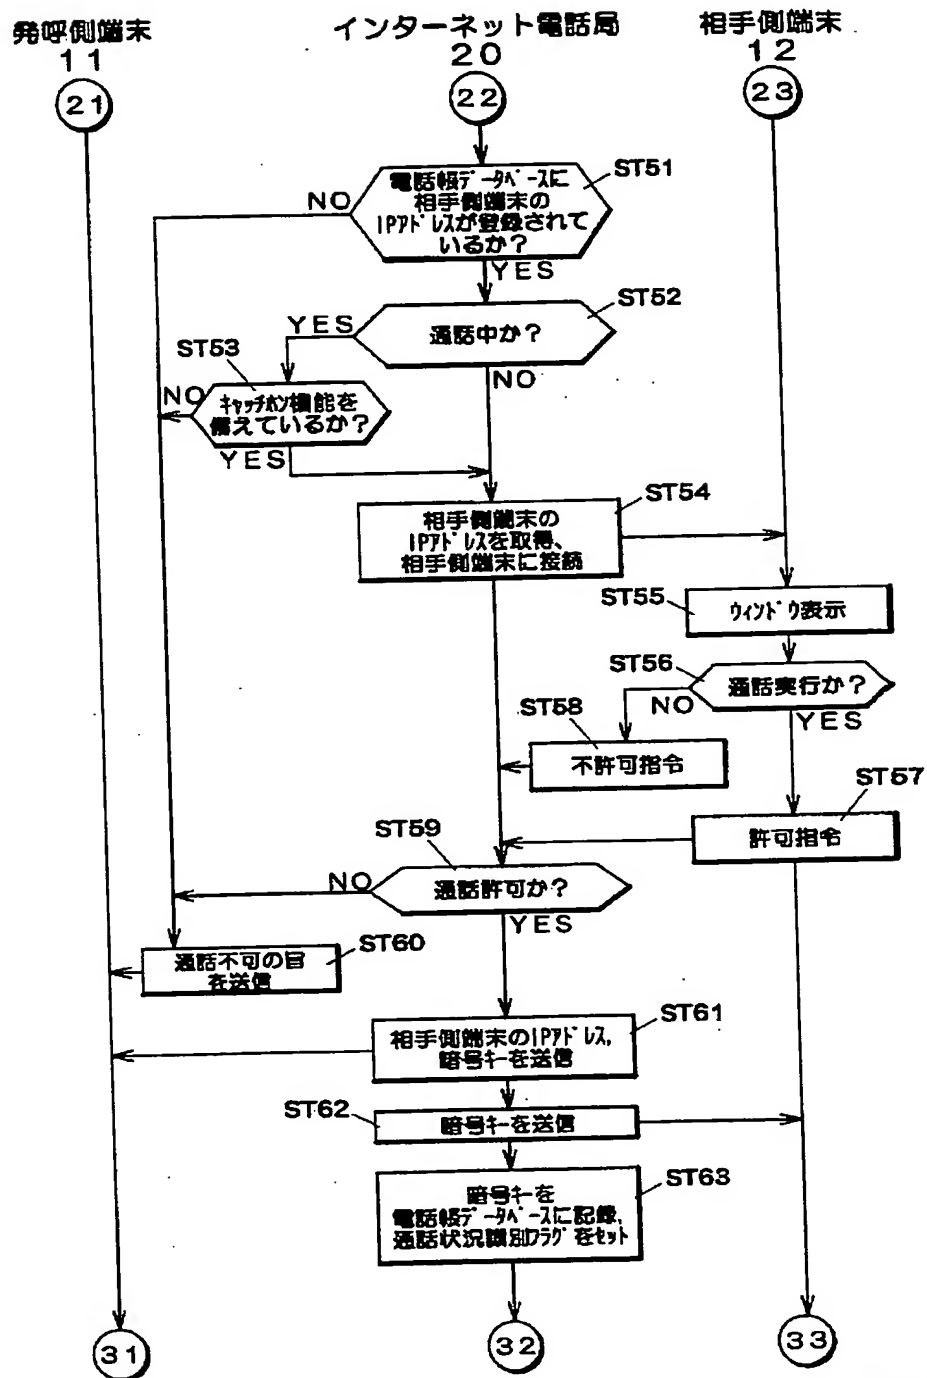 発呼側端末
11
インターネット電話局
20
相手側端末
12
21
22
23
電話帳データベースに
相手側端末の
IPアドレスが登録されて
いるか?
ST51
NO
YES
通話中か?
ST52
YES
NO
ST53
キャッチホン機能を
備えているか?
NO
YES
相手側端末の
IPアドレスを取得、
相手側端末に接続
ST54
ST55
ウィンドウ表示
ST56
通話実行か?
NO
YES
ST58
不許可指令
ST57
許可指令
ST59
通話許可か?
NO
YES
ST60
通話不可の旨
を送信
ST61
相手側端末のIPアドレス,
暗号キーを送信
ST62
暗号キーを送信
ST63
暗号キーを
電話帳データベースに記録,
通話状況識別フラグをセット
31
32
33